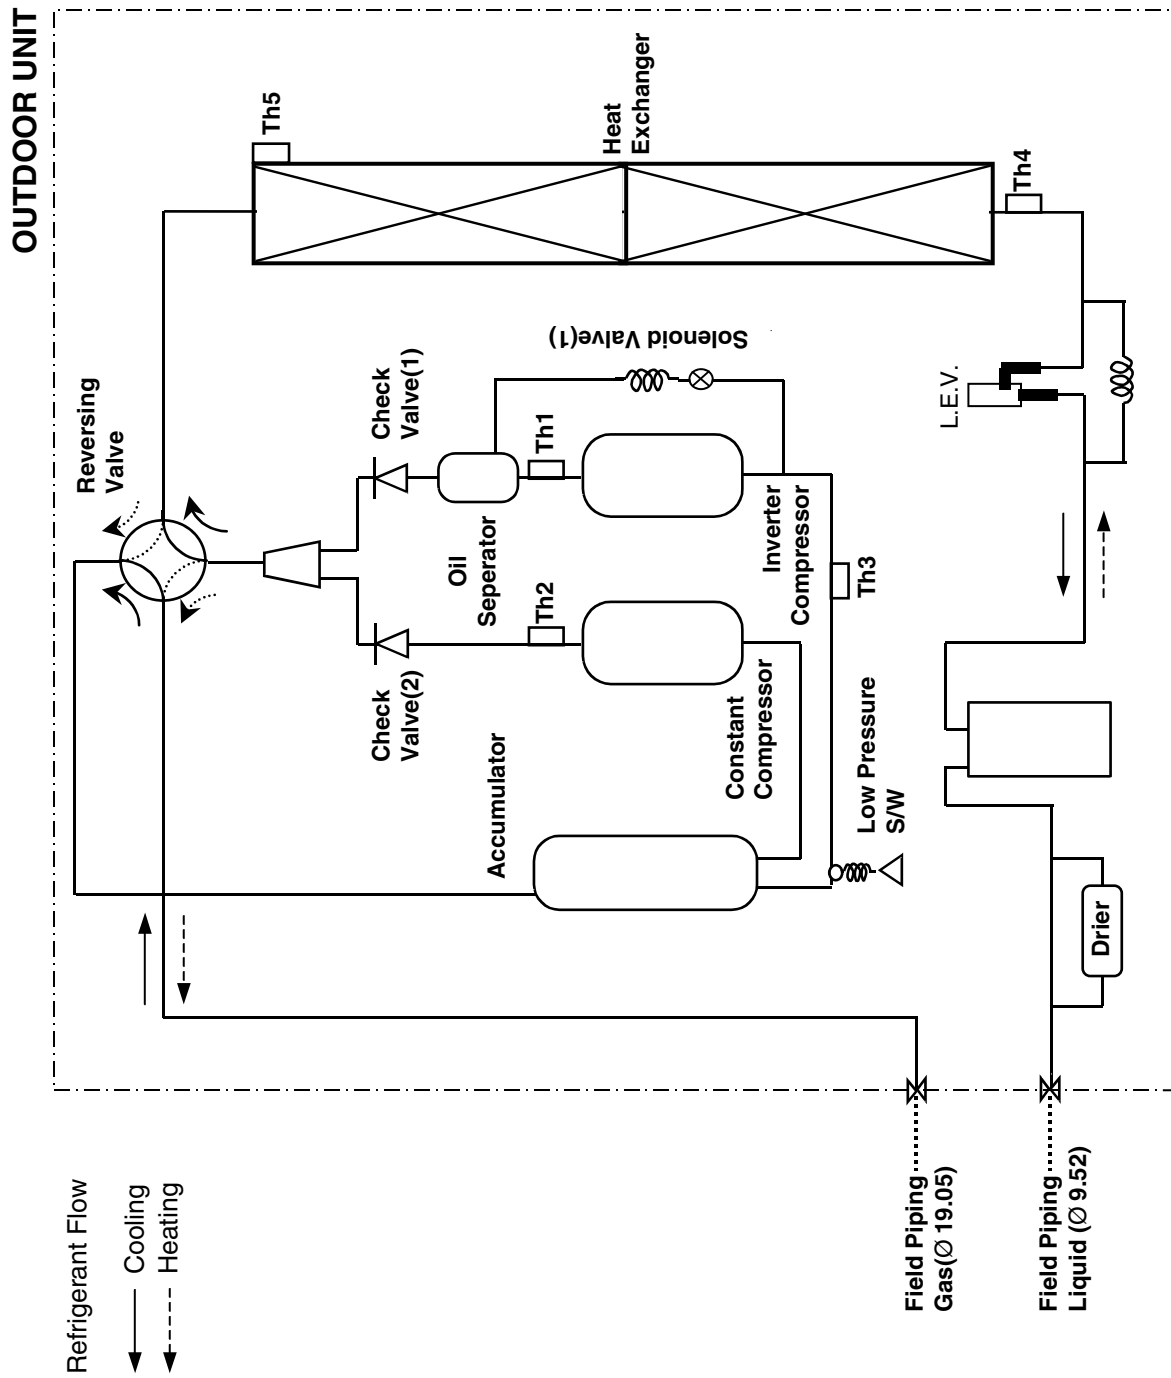 OUTDOOR UNIT
Th5
Heat
Exchanger
Th4
Reversing
Valve
Check
Valve(1)
Solenoid Valve(1)
L.E.V.
Th1
Oil
Seperator
Inverter
Compressor
Th3
Th2
Check
Valve(2)
Constant
Compressor
Low Pressure
S/W
Accumulator
Drier
Field Piping
Gas(Ø 19.05)
Field Piping
Liquid (Ø 9.52)
Refrigerant Flow
Cooling
Heating